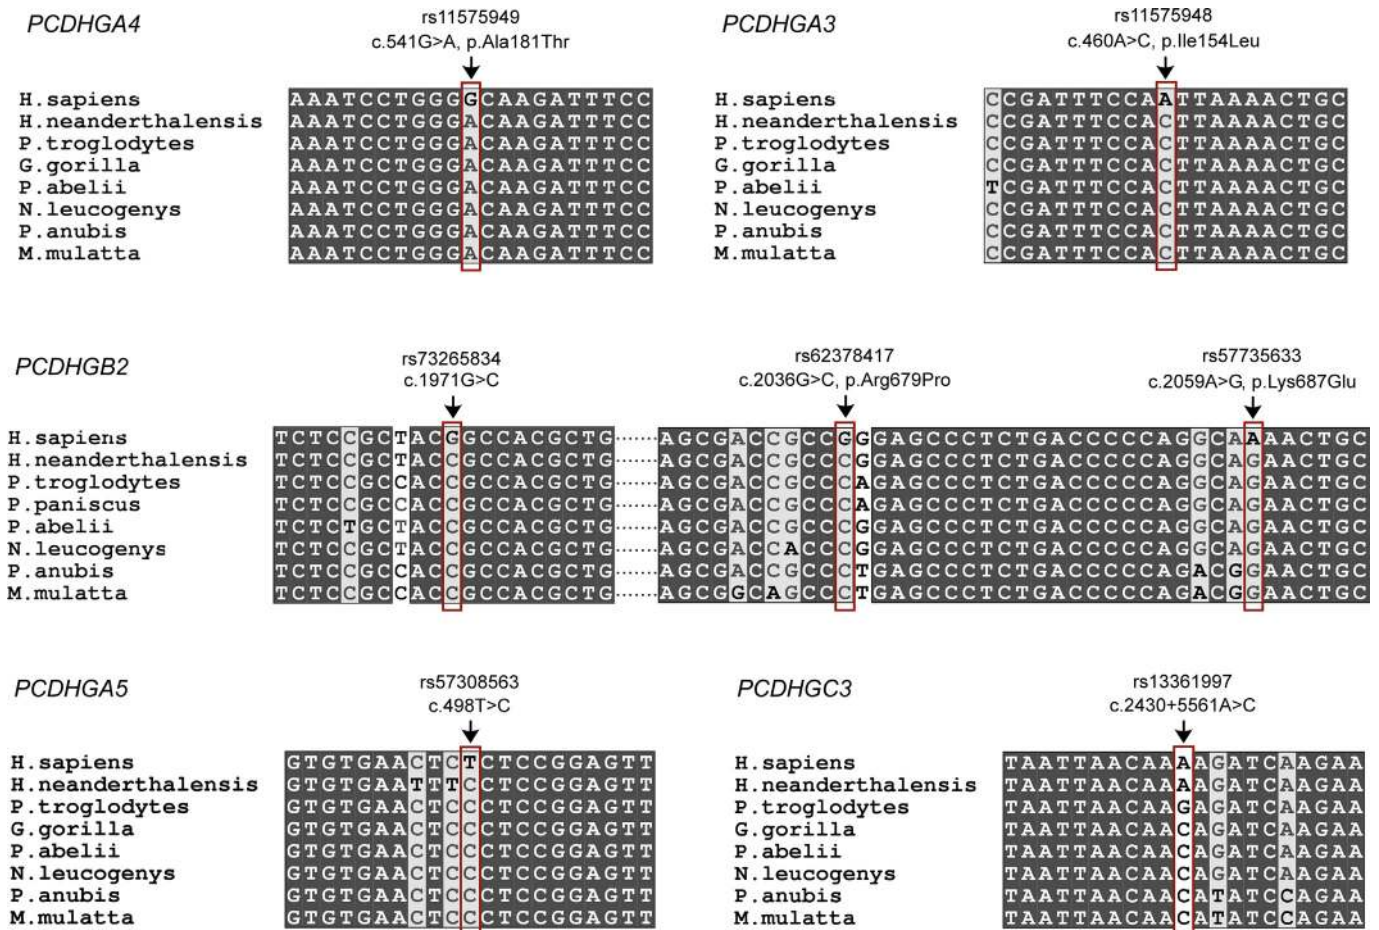 PCDHGA4
rs11575949
c.541G>A, p.Ala181Thr
H.sapiens AAATCCTGGGGCAAGATTTCC
H.neanderthalensis AAATCCTGGGACAAGATTTCC
P.troglodytes AAATCCTGGGACAAGATTTCC
G.gorilla AAATCCTGGGACAAGATTTCC
P.abelii AAATCCTGGGACAAGATTTCC
N.leucogenys AAATCCTGGGACAAGATTTCC
P.anubis AAATCCTGGGACAAGATTTCC
M.mulatta AAATCCTGGGACAAGATTTCC
PCDHGA3
rs11575948
c.460A>C, p.Ile154Leu
H.sapiens CCGATTTCCAATTAAAACTGC
H.neanderthalensis CCGATTTCCACTTAAAACTGC
P.troglodytes CCGATTTCCACTTAAAACTGC
G.gorilla CCGATTTCCACTTAAAACTGC
P.abelii TCGATTTCCACTTAAAACTGC
N.leucogenys CCGATTTCCACTTAAAACTGC
P.anubis CCGATTTCCACTTAAAACTGC
M.mulatta CCGATTTCCACTTAAAACTGC
PCDHGB2
rs73265834
c.1971G>C
rs62378417
c.2036G>C, p.Arg679Pro
rs57735633
c.2059A>G, p.Lys687Glu
H.sapiens TCTCCGCTACGGCCACGCTG......AGCGACCGCCGGGAGCCCTCTGACCCCCAGGCAAAACTGC
H.neanderthalensis TCTCCGCTACCGCCACGCTG......AGCGACCGCCCGGAGCCCTCTGACCCCCAGGCAGAACTGC
P.troglodytes TCTCCGCCACCGCCACGCTG......AGCGACCGCCCAGAGCCCTCTGACCCCCAGGCAGAACTGC
P.paniscus TCTCCGCCACCGCCACGCTG......AGCGACCGCCCAGAGCCCTCTGACCCCCAGGCAGAACTGC
P.abelii TCTCTGCTACCGCCACGCTG......AGCGACCGCCCGGAGCCCTCTGACCCCCAGGCAGAACTGC
N.leucogenys TCTCCGCTACCGCCACGCTG......AGCGACCACCCGGAGCCCTCTGACCCCCAGGCAGAACTGC
P.anubis TCTCCGCCACCGCCACGCTG......AGCGACCGCCCTGAGCCCTCTGACCCCCAGACGGAACTGC
M.mulatta TCTCCGCCACCGCCACGCTG......AGCGGCAGCCCTGAGCCCTCTGACCCCCAGACGGAACTGC
PCDHGA5
rs57308563
c.498T>C
H.sapiens GTGTGAACTCTCTCCGGAGTT
H.neanderthalensis GTGTGAATTTCCTCCGGAGTT
P.troglodytes GTGTGAACTCCCTCCGGAGTT
G.gorilla GTGTGAACTCCCTCCGGAGTT
P.abelii GTGTGAACTCCCTCCGGAGTT
N.leucogenys GTGTGAACTCCCTCCGGAGTT
P.anubis GTGTGAACTCCCTCCGGAGTT
M.mulatta GTGTGAACTCCCTCCGGAGTT
PCDHGC3
rs13361997
c.2430+5561A>C
H.sapiens TAATTAACAAAAGATCAAGAA
H.neanderthalensis TAATTAACAAAAGATCAAGAA
P.troglodytes TAATTAACAAGAGATCAAGAA
G.gorilla TAATTAACAACAGATCAAGAA
P.abelii TAATTAACAACAGATCAAGAA
N.leucogenys TAATTAACAACAGATCAAGAA
P.anubis TAATTAACAACATATCCAGAA
M.mulatta TAATTAACAACATATCCAGAA